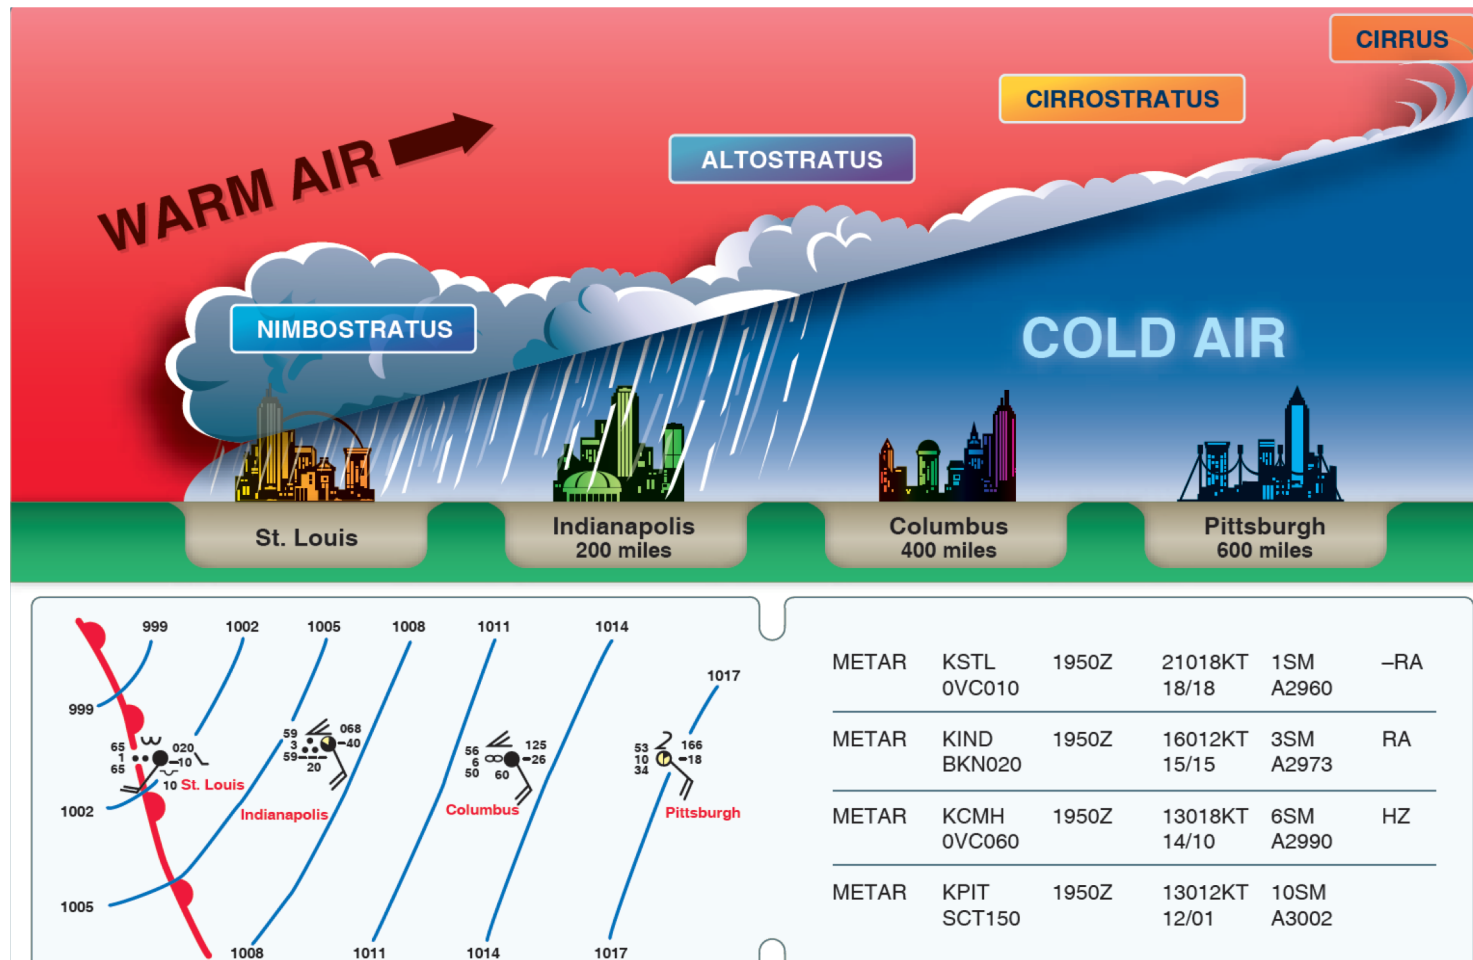 CIRRUS
CIRROSTRATUS
ALTOSTRATUS
WARM AIR
NIMBOSTRATUS
COLD AIR
St. Louis
Indianapolis
200 miles
Columbus
400 miles
Pittsburgh
600 miles
999 1002 1005 1008 1011 1014
1017
999
65 020
1 10
65
10 St. Louis
59 068
3 40
59
20
Indianapolis
56 125
6 26
50 60
Columbus
53 166
10 18
34
Pittsburgh
1002
1005
1008 1011 1014 1017
METAR KSTL 1950Z 21018KT 1SM –RA
0VC010 18/18 A2960
METAR KIND 1950Z 16012KT 3SM RA
BKN020 15/15 A2973
METAR KCMH 1950Z 13018KT 6SM HZ
0VC060 14/10 A2990
METAR KPIT 1950Z 13012KT 10SM
SCT150 12/01 A3002